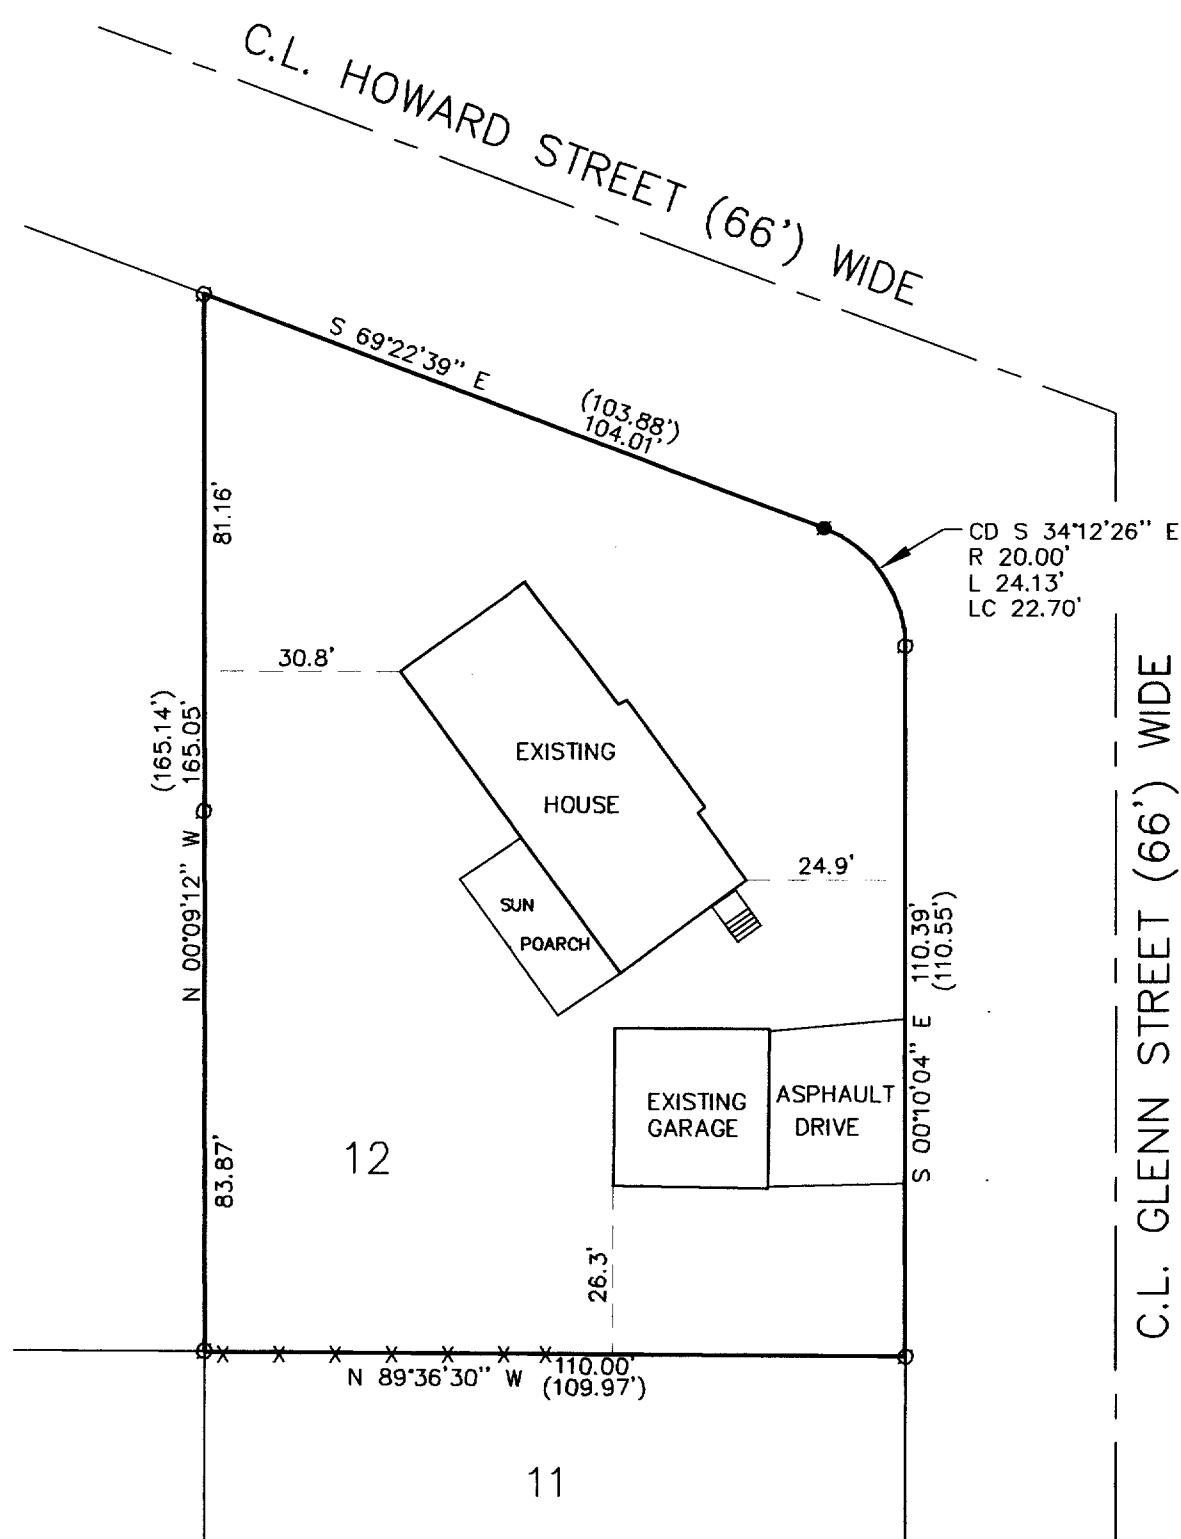 C.L. HOWARD STREET (66') WIDE
S 69°22'39" E
(103.88')
104.01'
81.16'
CD S 34°12'26" E
R 20.00'
L 24.13'
LC 22.70'
30.8'
(165.14')
165.05'
N 00°09'12" W
EXISTING
HOUSE
24.9'
SUN
POARCH
110.39'
(110.55')
S 00°10'04" E
C.L. GLENN STREET (66') WIDE
EXISTING
GARAGE
ASPHAULT
DRIVE
12
83.87'
26.3'
N 89°36'30" W
110.00'
(109.97')
11